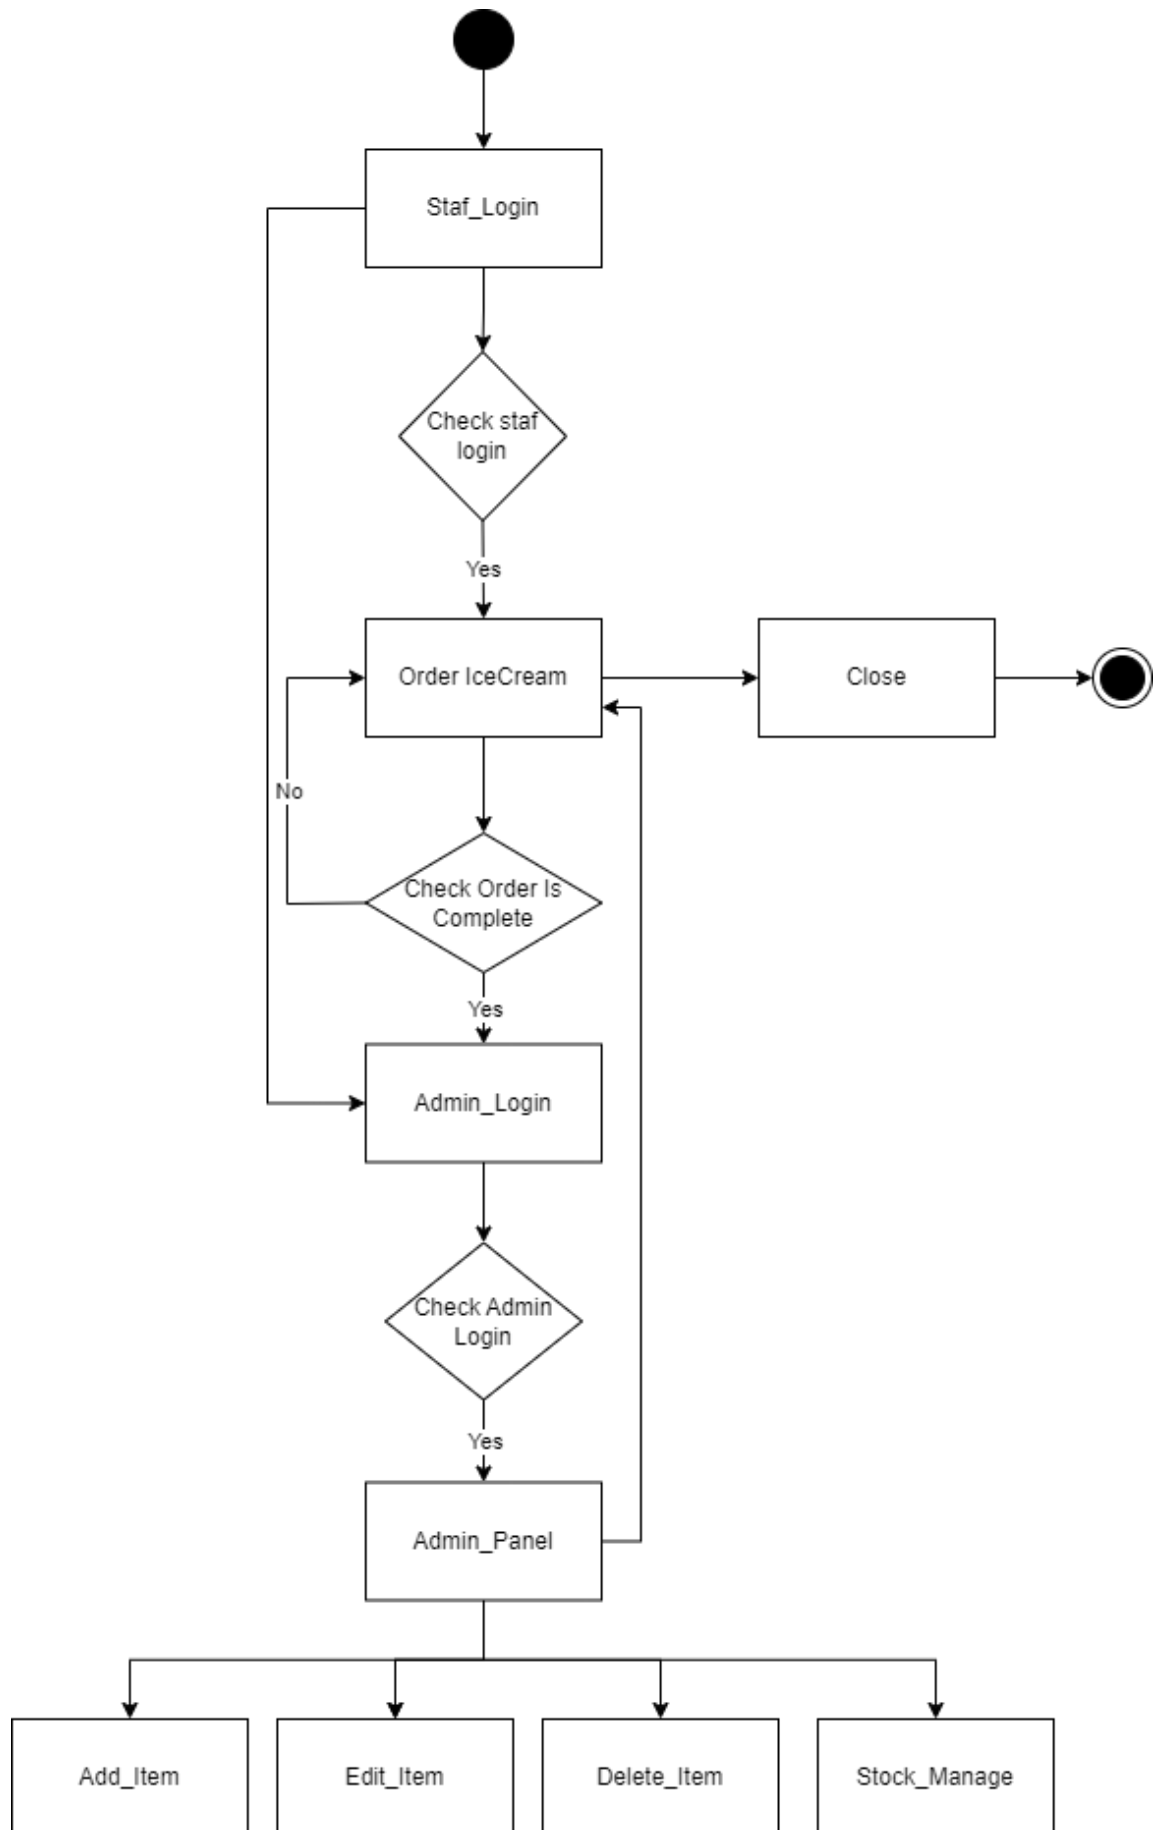 Staf_Login
Check staf
login
Yes
Order IceCream
Close
No
Check Order Is
Complete
Yes
Admin_Login
Check Admin
Login
Yes
Admin_Panel
Add_Item
Edit_Item
Delete_Item
Stock_Manage